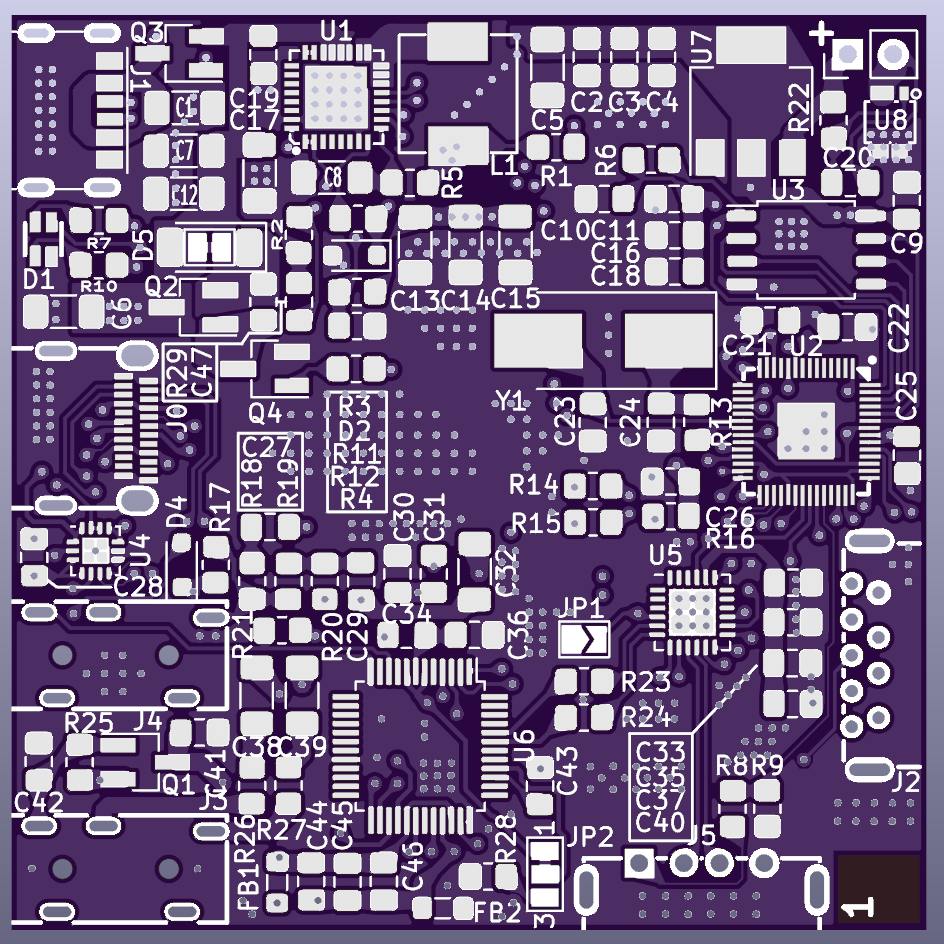 Q3
U1
+
J1
U7
R22
C1
C19
C2 C3 C4
C17
C5
U8
C7
R6
C20
L1
R1
C8
R5
C12
U3
R2
R7
D5
C10 C11
C9
C16
D1
C18
R10
Q2
C6
C13 C14 C15
C22
C21
U2
R29
C47
J0
Y1
C25
Q4
R3
D2
R11
R12
R4
C23
C24
R13
C27
R18
R19
R14
C30
C31
D4
R17
R15
C26
R16
U4
U5
C32
C28
JP1
C34
R21
R20
C29
C36
R23
R25
J4
R24
C38 C39
U6
C33
C35
C37
C40
C41
Q1
C43
R8 R9
J2
C42
J3
R26
R27
C44
C45
R28
1
JP2
J5
C46
FB1
FB2
3
1